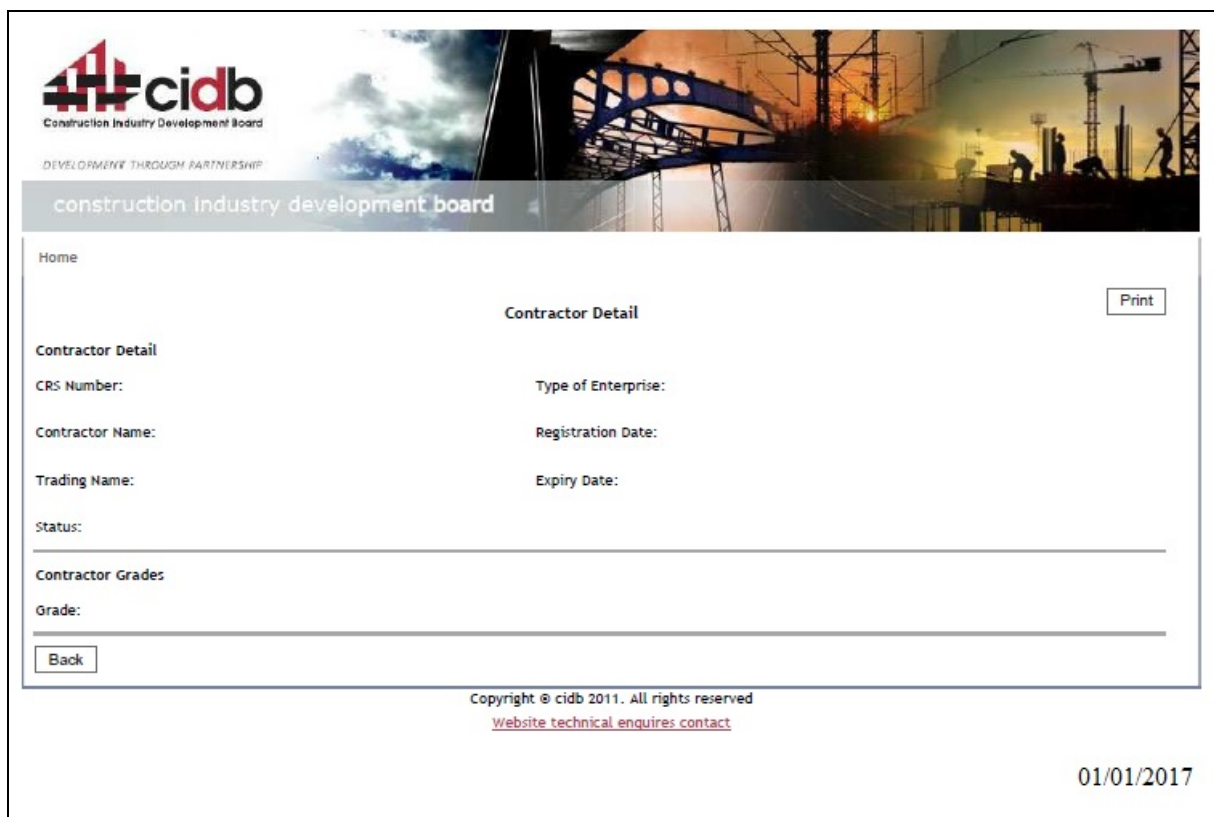 cidb
Construction Industry Development Board
DEVELOPMENT THROUGH PARTNERSHIP
construction industry development board
Home
Print
Contractor Detail
Contractor Detail
CRS Number: Type of Enterprise:
Contractor Name: Registration Date:
Trading Name: Expiry Date:
Status:
Contractor Grades
Grade:
Back
Copyright © cidb 2011. All rights reserved
Website technical enquires contact
01/01/2017